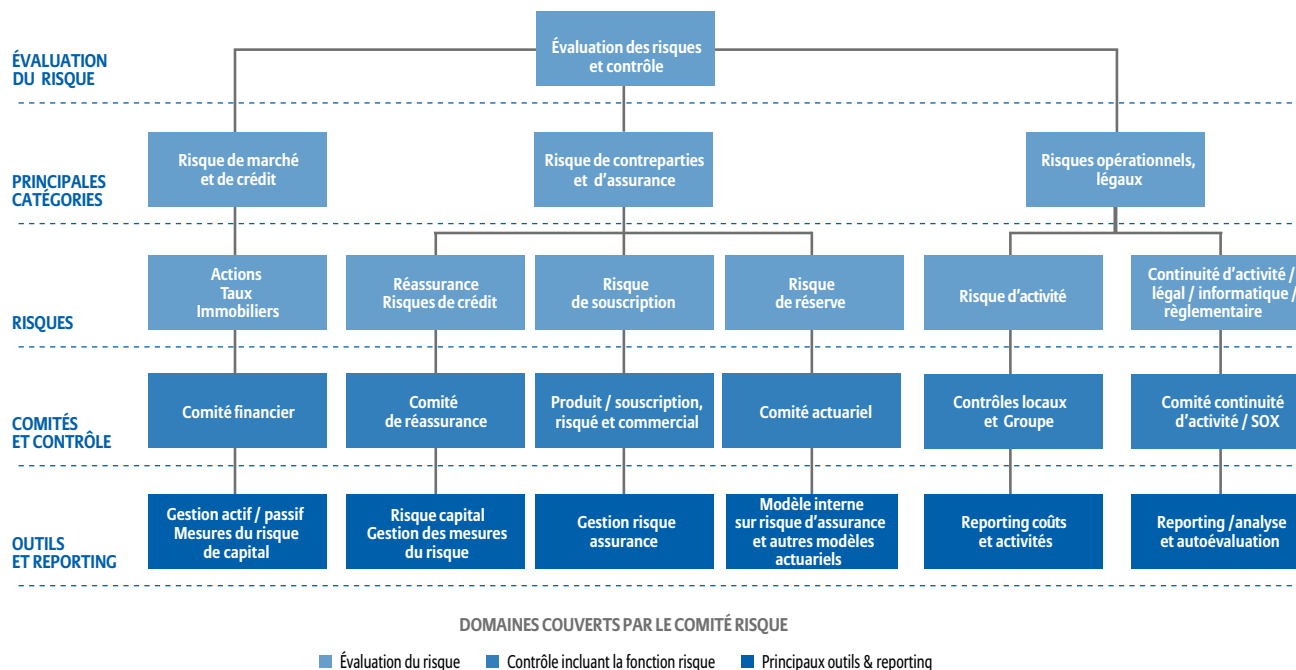 Évaluation des risques
et contrôle
ÉVALUATION
DU RISQUE
PRINCIPALES
CATÉGORIES
Risque de marché
et de crédit
Risque de contreparties
et d'assurance
Risques opérationnels,
légaux
RISQUES
Actions
Taux
Immobiliers
Réassurance
Risques de crédit
Risque
de souscription
Risque
de réserve
Risque d'activité
Continuité d'activité /
légal / informatique /
règlementaire
COMITÉS
ET CONTRÔLE
Comité financier
Comité
de réassurance
Produit / souscription,
risqué et commercial
Comité actuariel
Contrôles locaux
et Groupe
Comité continuité
d'activité / SOX
OUTILS
ET REPORTING
Gestion actif / passif
Mesures du risque
de capital
Risque capital
Gestion des mesures
du risque
Gestion risque
assurance
Modèle interne
sur risque d'assurance
et autres modèles
actuariels
Reporting coûts
et activités
Reporting /analyse
et autoévaluation
DOMAINES COUVERTS PAR LE COMITÉ RISQUE
Évaluation du risque
Contrôle incluant la fonction risque
Principaux outils & reporting